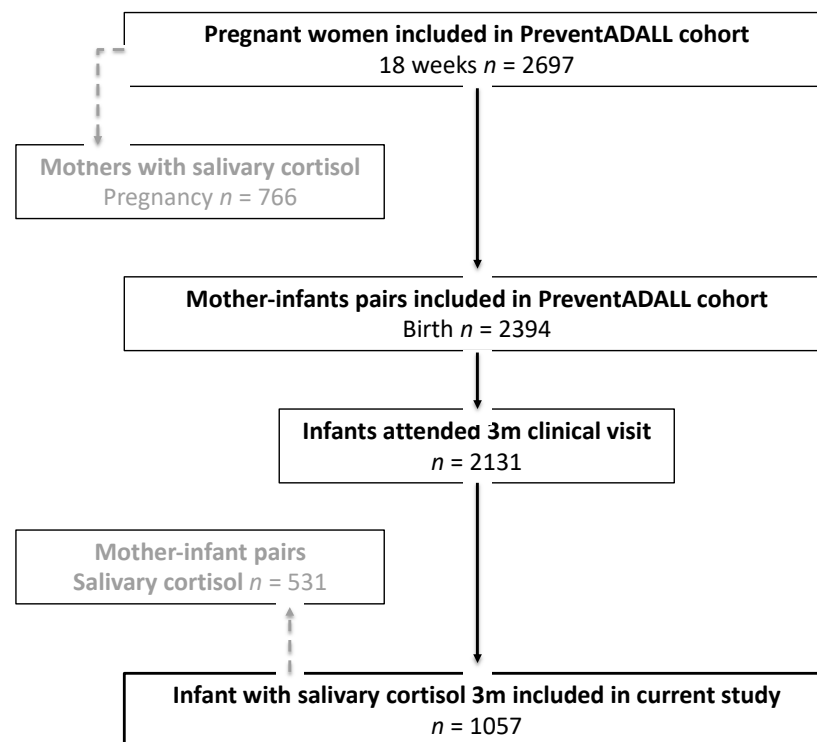 Pregnant women included in PreventADALL cohort
18 weeks n = 2697
Mothers with salivary cortisol
Pregnancy n = 766
Mother-infants pairs included in PreventADALL cohort
Birth n = 2394
Infants attended 3m clinical visit
n = 2131
Mother-infant pairs
Salivary cortisol n = 531
Infant with salivary cortisol 3m included in current study
n = 1057